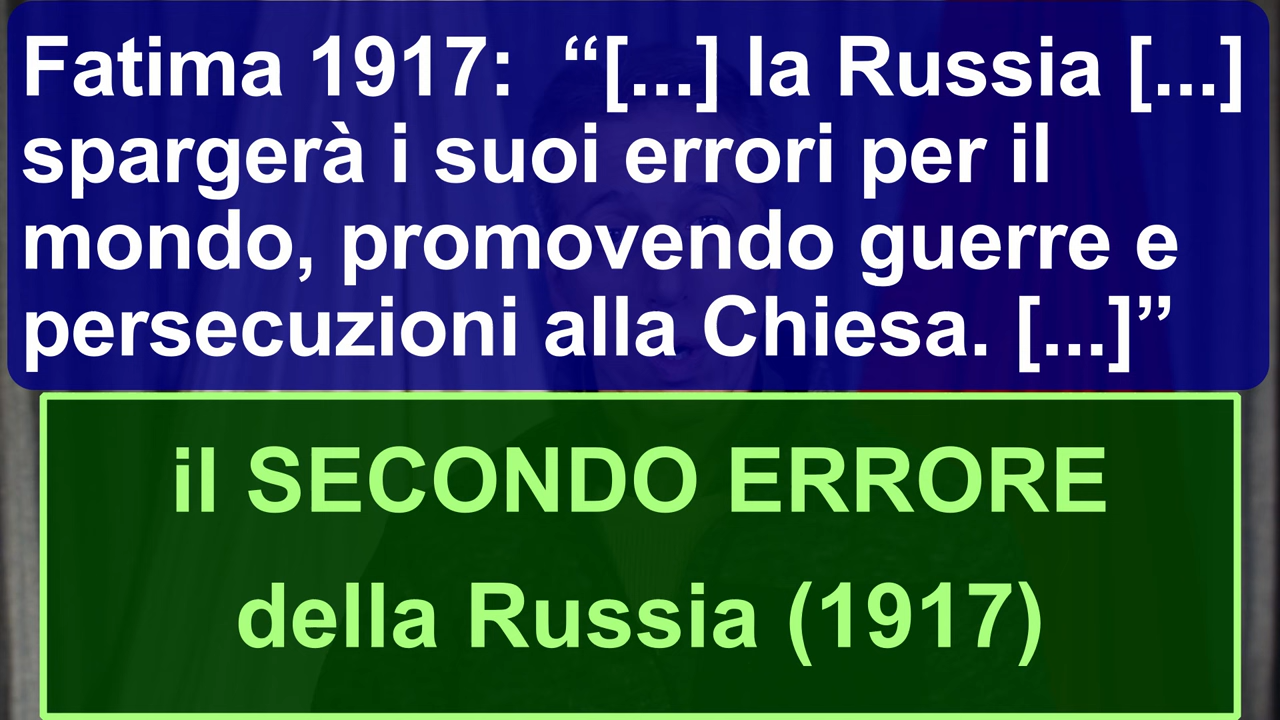 Fatima 1917: “[...] la Russia [...]
spargerà i suoi errori per il
mondo, promovendo guerre e
persecuzioni alla Chiesa. [...]”
il SECONDO ERRORE
della Russia (1917)